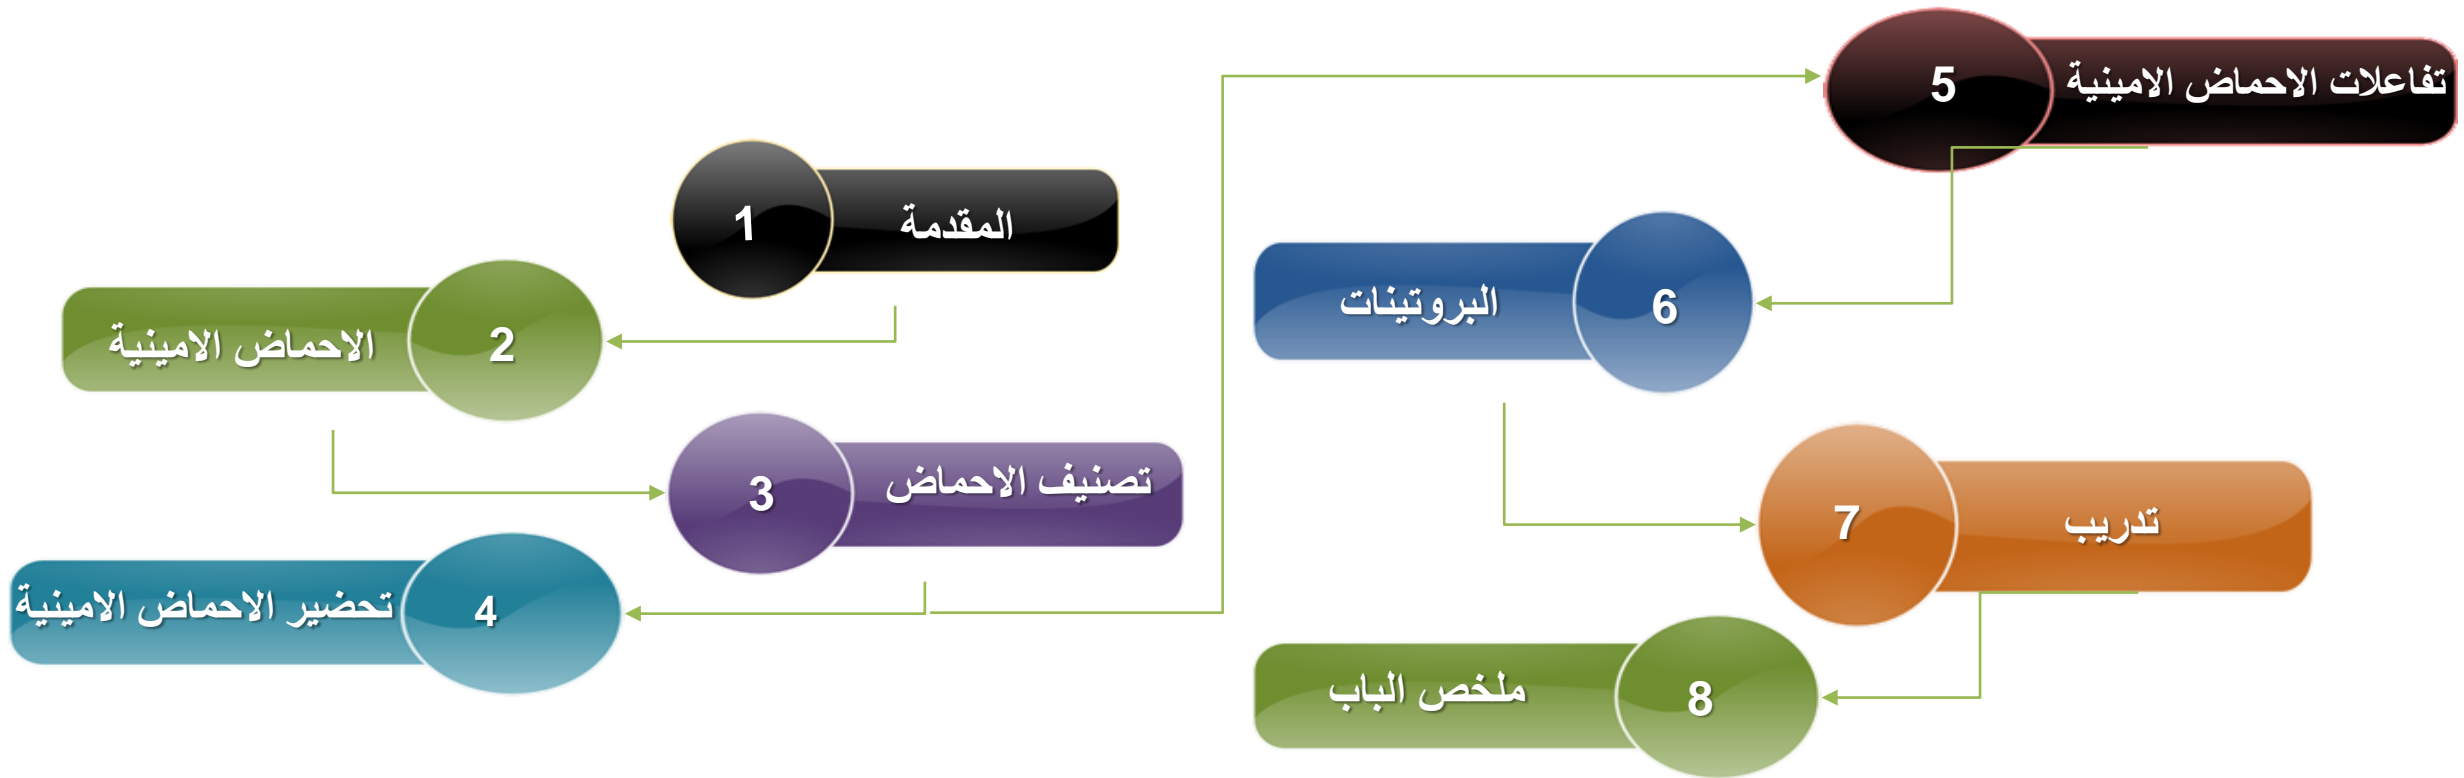 1
المقدمة
2
الاحماض الامينية
3
تصنيف الاحماض
4
تحضير الاحماض الامينية
5
تفاعلات الاحماض الامينية
6
البروتينات
7
تدريب
8
ملخص الباب